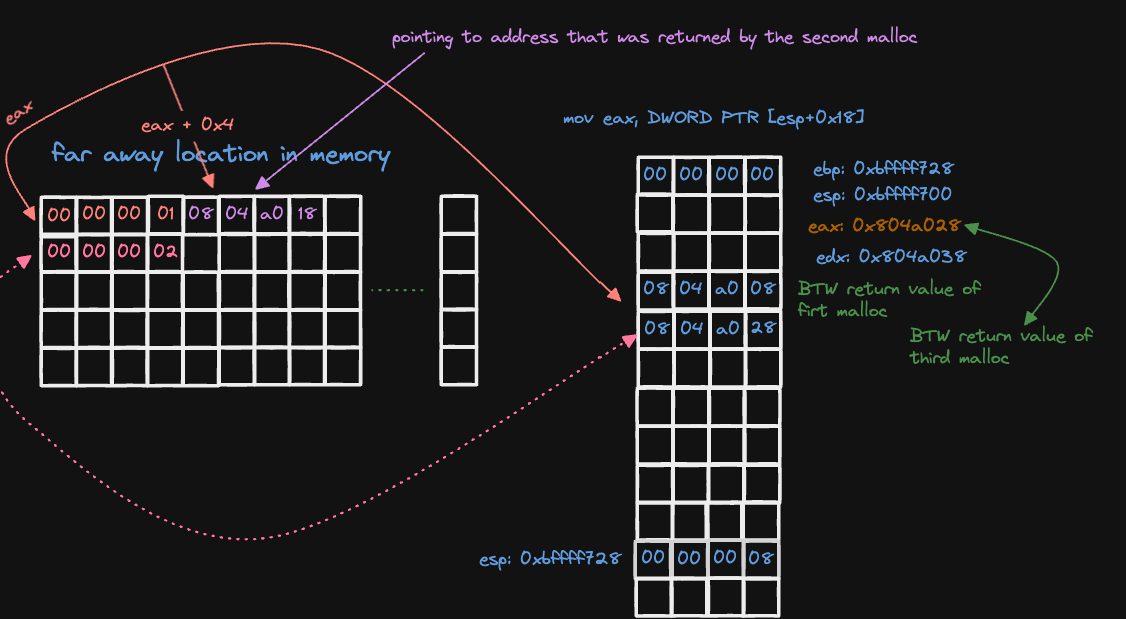 pointing to address that was returned by the second malloc
eax
eax + 0x4
far away location in memory
mov eax, DWORD PTR [esp+0x18]
00 00 00 01 08 04 a0 18
00 00 00 02
00 00 00 00
ebp: 0xbffff728
esp: 0xbffff700
eax: 0x804a028
edx: 0x804a038
08 04 a0 08
BTW return value of
firt malloc
08 04 a0 28
BTW return value of
third malloc
esp: 0xbffff728
00 00 00 08